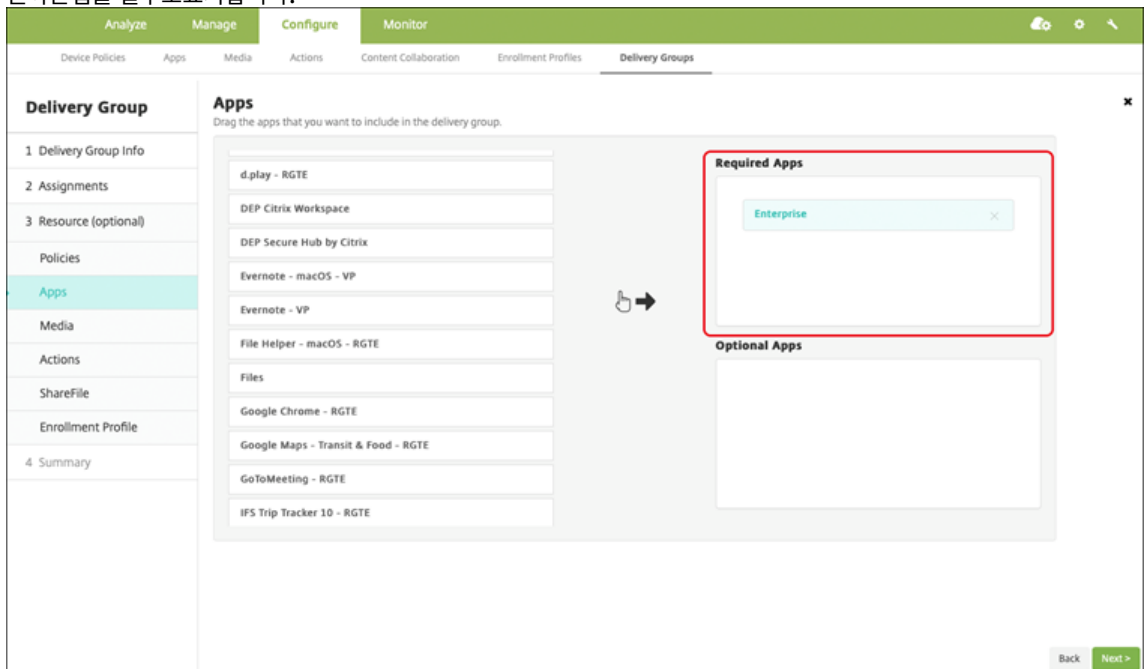 Analyze Manage Configure Monitor
Device Policies Apps Media Actions Content Collaboration Enrollment Profiles Delivery Groups
Delivery Group
1 Delivery Group Info
2 Assignments
3 Resource (optional)
Policies
Apps
Media
Actions
ShareFile
Enrollment Profile
4 Summary
Apps
Drag the apps that you want to include in the delivery group.
d.play - RGTE
DEP Citrix Workspace
DEP Secure Hub by Citrix
Evernote - macOS - VP
Evernote - VP
File Helper - macOS - RGTE
Files
Google Chrome - RGTE
Google Maps - Transit & Food - RGTE
GoToMeeting - RGTE
IFS Trip Tracker 10 - RGTE
Required Apps
Enterprise
Optional Apps
Back Next >